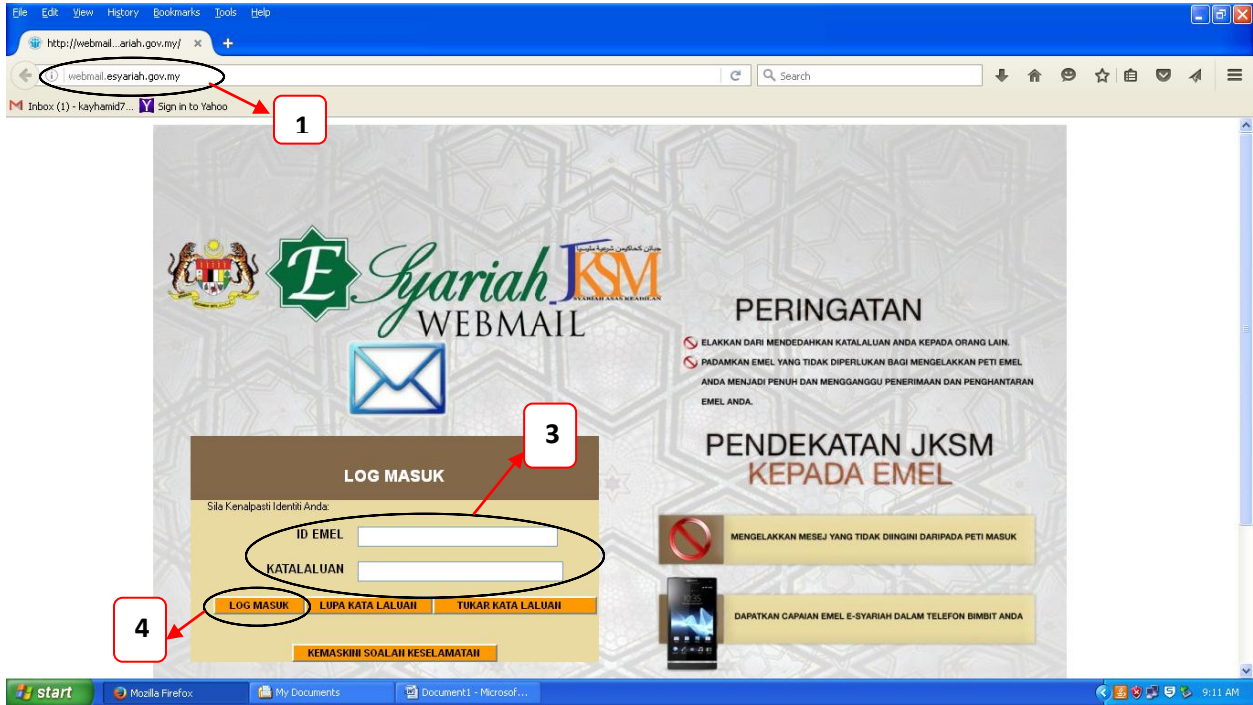 File Edit View History Bookmarks Tools Help
http://webmail...ariah.gov.my/
webmail.esyariah.gov.my
Search
Inbox (1) - kayhamid7... Sign in to Yahoo
1
E Syariah JKSM
SYARIAH ASAS KEADILAN
WEBMAIL
PERINGATAN
ELAKKAN DARI MENDEDAHKAN KATALALUAN ANDA KEPADA ORANG LAIN.
PADAMKAN EMEL YANG TIDAK DIPERLUKAN BAGI MENGELAKKAN PETI EMEL
ANDA MENJADI PENUH DAN MENGGANGGU PENERIMAAN DAN PENGHANTARAN
EMEL ANDA.
3
PENDEKATAN JKSM
KEPADA EMEL
LOG MASUK
Sila Kenalpasti Identiti Anda:
ID EMEL
KATALALUAN
LOG MASUK LUPA KATA LALUAN TUKAR KATA LALUAN
4
KEMASKINI SOALAN KESELAMATAN
MENGELAKKAN MESEJ YANG TIDAK DIINGINI DARIPADA PETI MASUK
10:35
DAPATKAN CAPAIAN EMEL E-SYARIAH DALAM TELEFON BIMBIT ANDA
start Mozilla Firefox My Documents Document1 - Microsof... 9:11 AM